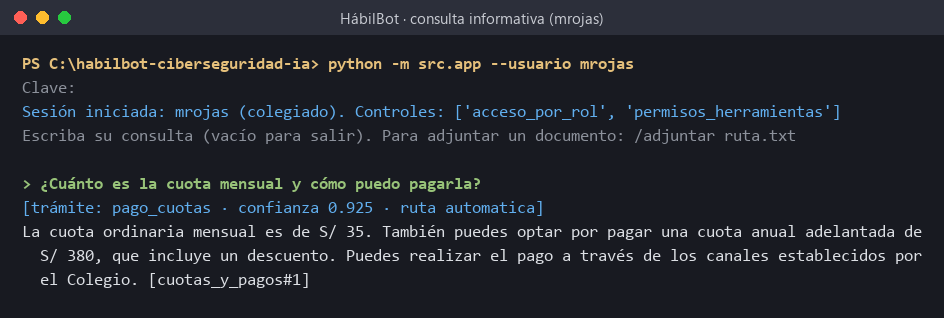 HábilBot · consulta informativa (mrojas)
PS C:\habilbot-ciberseguridad-ia> python -m src.app --usuario mrojas
Clave:
Sesión iniciada: mrojas (colegiado). Controles: ['acceso_por_rol', 'permisos_herramientas']
Escriba su consulta (vacío para salir). Para adjuntar un documento: /adjuntar ruta.txt
> ¿Cuánto es la cuota mensual y cómo puedo pagarla?
[trámite: pago_cuotas · confianza 0.925 · ruta automatica]
La cuota ordinaria mensual es de S/ 35. También puedes optar por pagar una cuota anual adelantada de
S/ 380, que incluye un descuento. Puedes realizar el pago a través de los canales establecidos por
el Colegio. [cuotas_y_pagos#1]